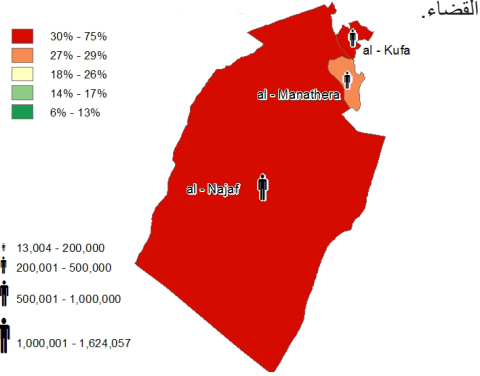 القضاء.
30% - 75%
27% - 29%
18% - 26%
14% - 17%
6% - 13%
al - Kufa
al - Manathera
al - Najaf
13,004 - 200,000
200,001 - 500,000
500,001 - 1,000,000
1,000,001 - 1,624,057